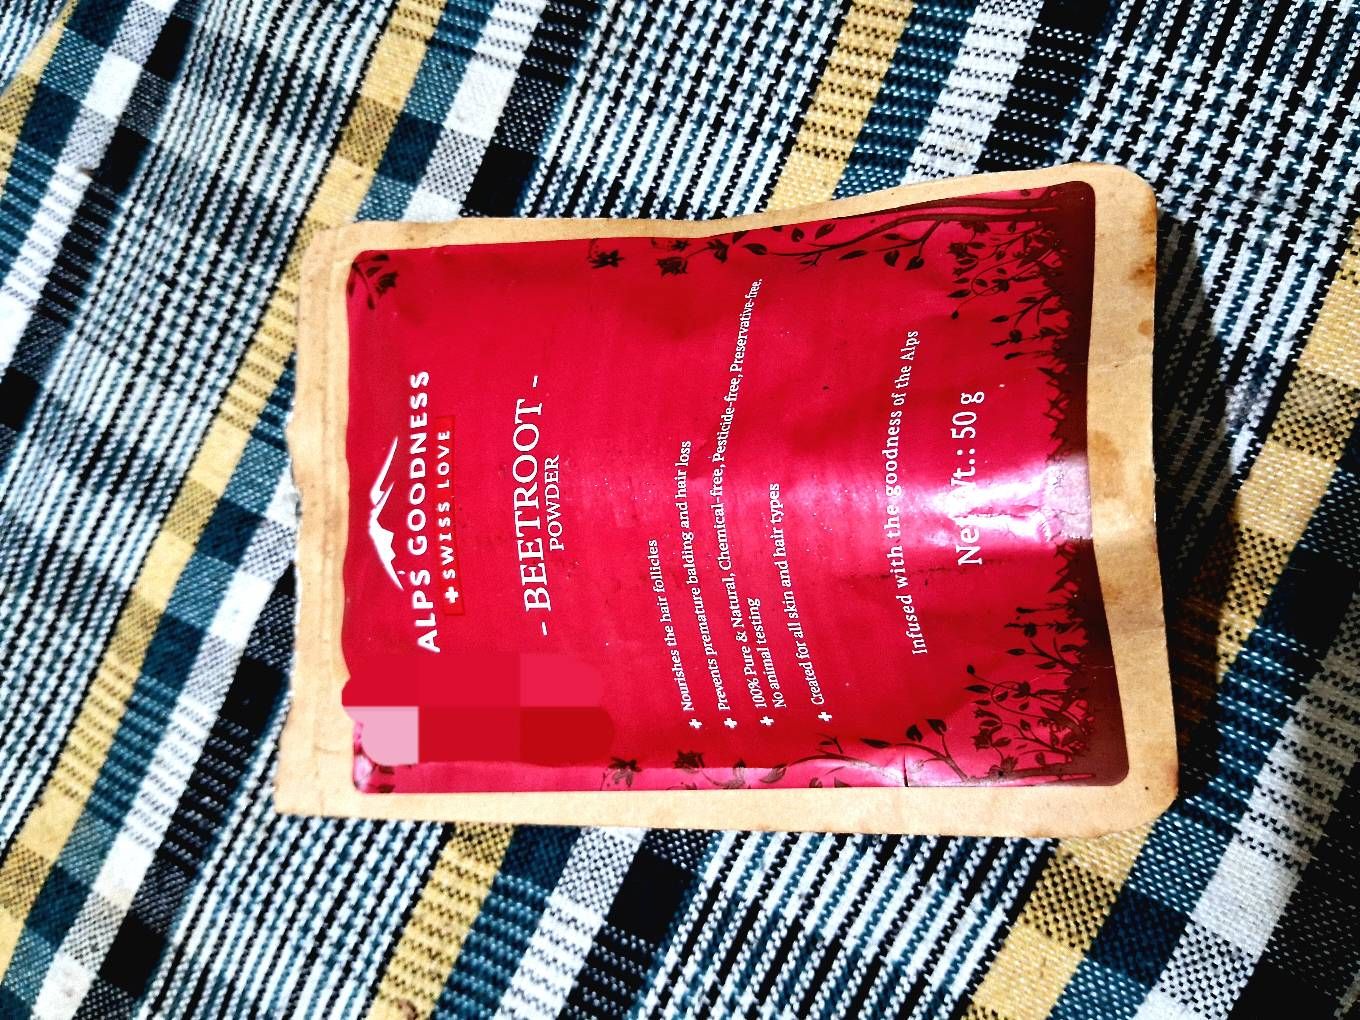 ALPS GOODNESS
SWISS LOVE
- BEETROOT -
POWDER
Nourishes the hair follicles
Prevents premature balding and hair loss
100% Pure & Natural, Chemical-free, Pesticide-free, Preservative-free,
No animal testing
Created for all skin and hair types
Infused with the goodness of the Alps
50 g